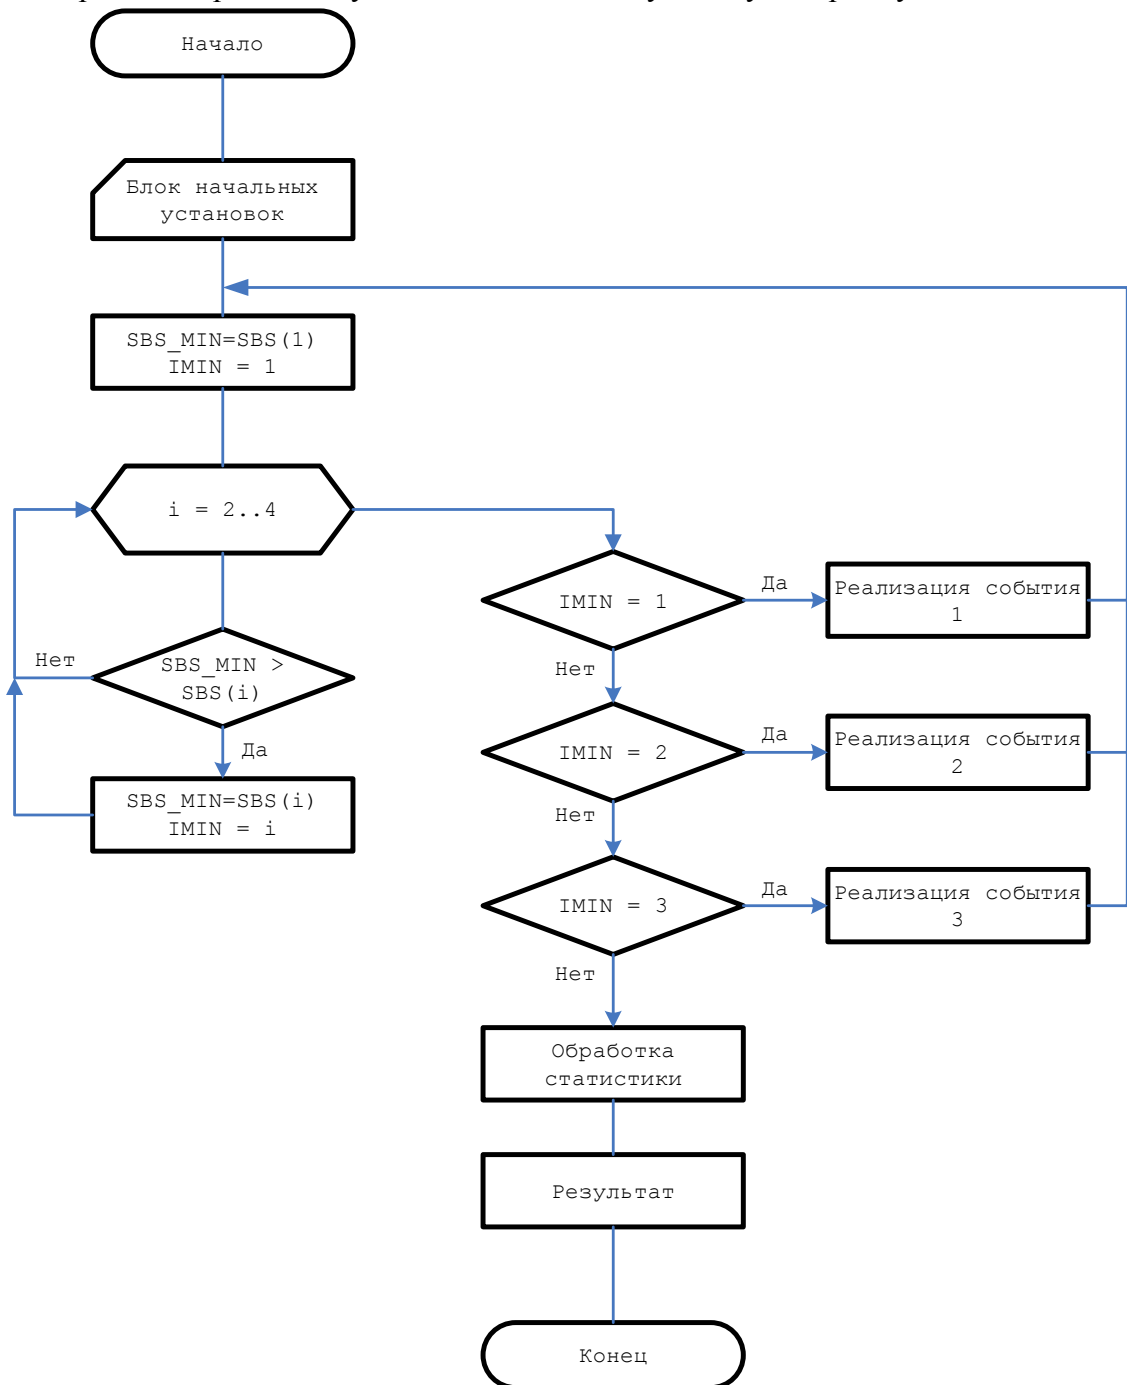 Начало
Блок начальных
установок
SBS_MIN=SBS(1)
IMIN = 1
i = 2..4
SBS_MIN >
SBS(i)
Нет
Да
SBS_MIN=SBS(i)
IMIN = i
IMIN = 1
Да
Реализация события
1
Нет
IMIN = 2
Да
Реализация события
2
Нет
IMIN = 3
Да
Реализация события
3
Нет
Обработка
статистики
Результат
Конец